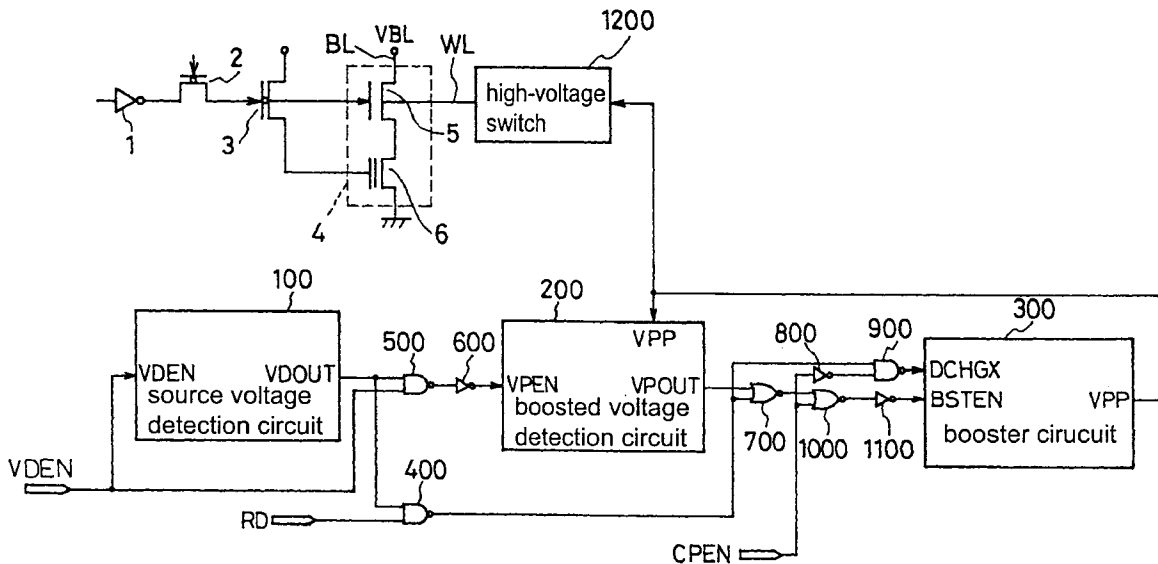 1200
BL VBL WL
2
high-voltage
switch
1 3 5
4 6
100
200
300
VPP
500 600
800 900
VDEN VDOUT
source voltage
detection circuit
VPEN VPOUT
boosted voltage
detection circuit
DCHGX
BSTEN VPP
booster cirucuit
700 1000 1100
VDEN
400
RD
CPEN